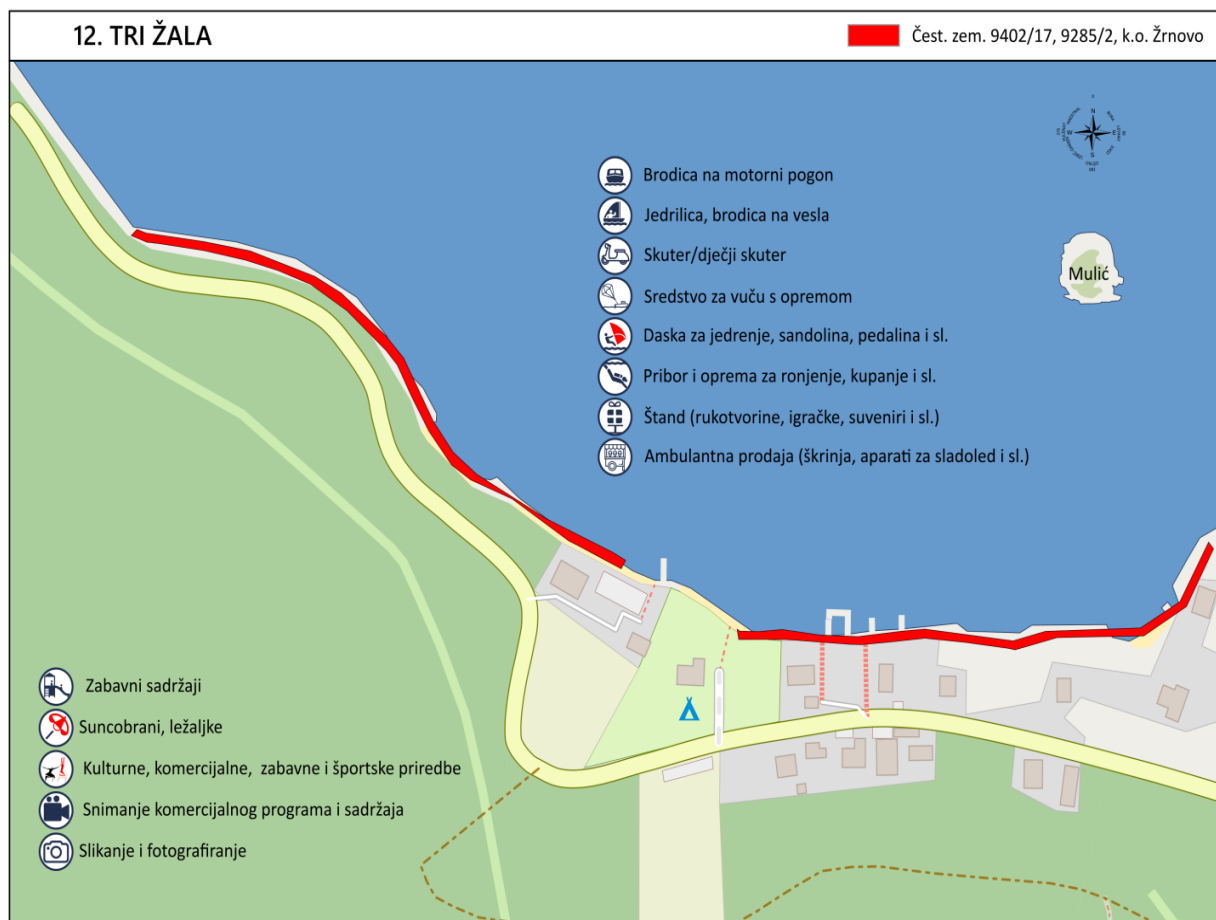 12. TRI ŽALA
Čest. zem. 9402/17, 9285/2, k.o. Žrnovo
N
W
E
S
Brodica na motorni pogon
Jedrilica, brodica na vesla
Skuter/dječji skuter
Sredstvo za vuču s opremom
Daska za jedrenje, sandolina, pedalina i sl.
Pribor i oprema za ronjenje, kupanje i sl.
Štand (rukotvorine, igračke, suveniri i sl.)
Ambulantna prodaja (škrinja, aparati za sladoled i sl.)
Mulić
Zabavni sadržaji
Suncobrani, ležaljke
Kulturne, komercijalne, zabavne i športske priredbe
Snimanje komercijalnog programa i sadržaja
Slikanje i fotografiranje